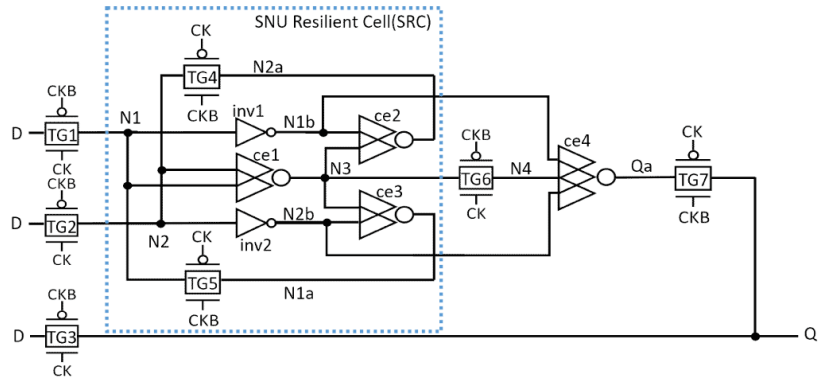 SNU Resilient Cell(SRC)
CK
TG4
N2a
CKB
CKB
D
TG1
N1
inv1
N1b
ce2
CK
CKB
ce1
N3
CKB
TG6
N4
CK
ce4
Qa
CK
TG7
CKB
D
TG2
N2
inv2
N2b
ce3
CK
CK
TG5
N1a
CKB
CKB
D
TG3
Q
CK